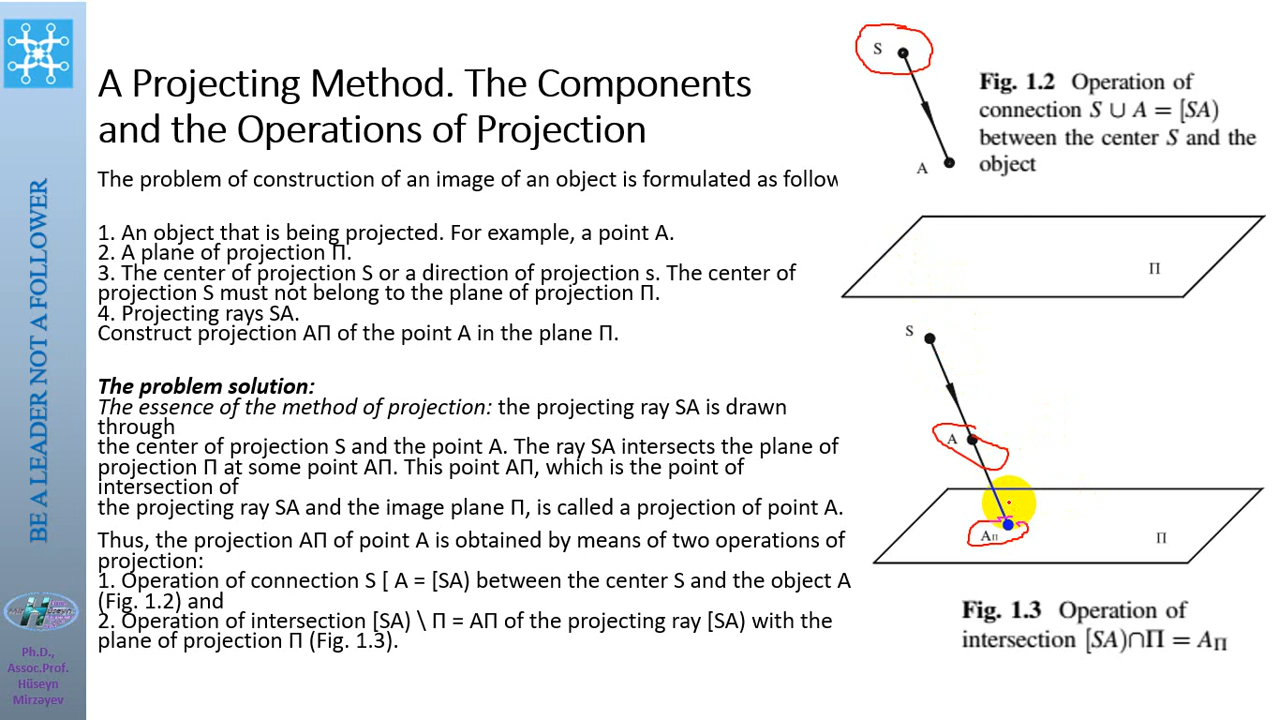 BE A LEADER NOT A FOLLOWER
Ph.D.,
Assoc.Prof.
Hüseyn
Mirzəyev
A Projecting Method. The Components
and the Operations of Projection
The problem of construction of an image of an object is formulated as follow
1. An object that is being projected. For example, a point A.
2. A plane of projection Π.
3. The center of projection S or a direction of projection s. The center of
projection S must not belong to the plane of projection Π.
4. Projecting rays SA.
Construct projection AΠ of the point A in the plane Π.
The problem solution:
The essence of the method of projection: the projecting ray SA is drawn
through
the center of projection S and the point A. The ray SA intersects the plane of
projection Π at some point AΠ. This point AΠ, which is the point of
intersection of
the projecting ray SA and the image plane Π, is called a projection of point A.
Thus, the projection AΠ of point A is obtained by means of two operations of
projection:
1. Operation of connection S [ A = [SA) between the center S and the object A
(Fig. 1.2) and
2. Operation of intersection [SA) \ Π = AΠ of the projecting ray [SA) with the
plane of projection Π (Fig. 1.3).
S
A
Fig. 1.2 Operation of
connection S ∪ A = [SA)
between the center S and the
object
Π
S
A
AΠ
Π
Fig. 1.3 Operation of
intersection [SA)∩Π = AΠ